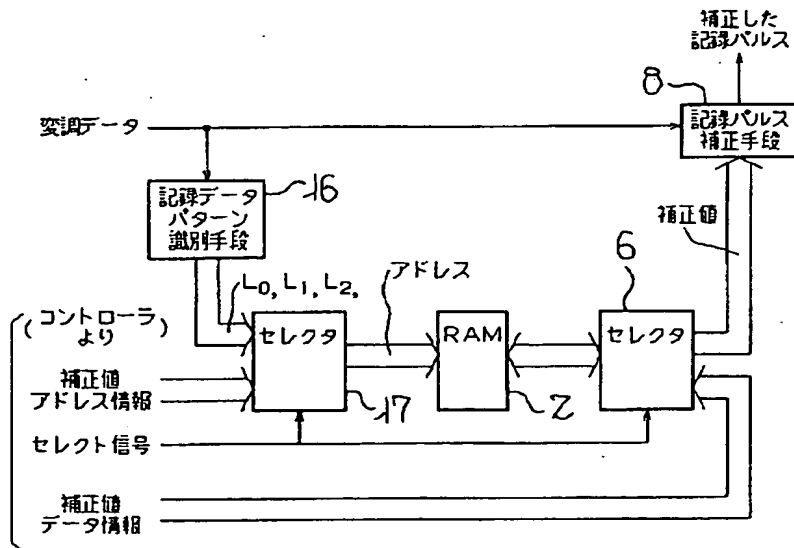 補正した
記録パルス
8
変調データ
記録パルス
補正手段
記録データ
パターン
識別手段
16
補正値
L0, L1, L2,
アドレス
6
(コントローラ
より)
セレクタ
RAM
セレクタ
補正値
アドレス情報
17
2
セレクト信号
補正値
データ情報